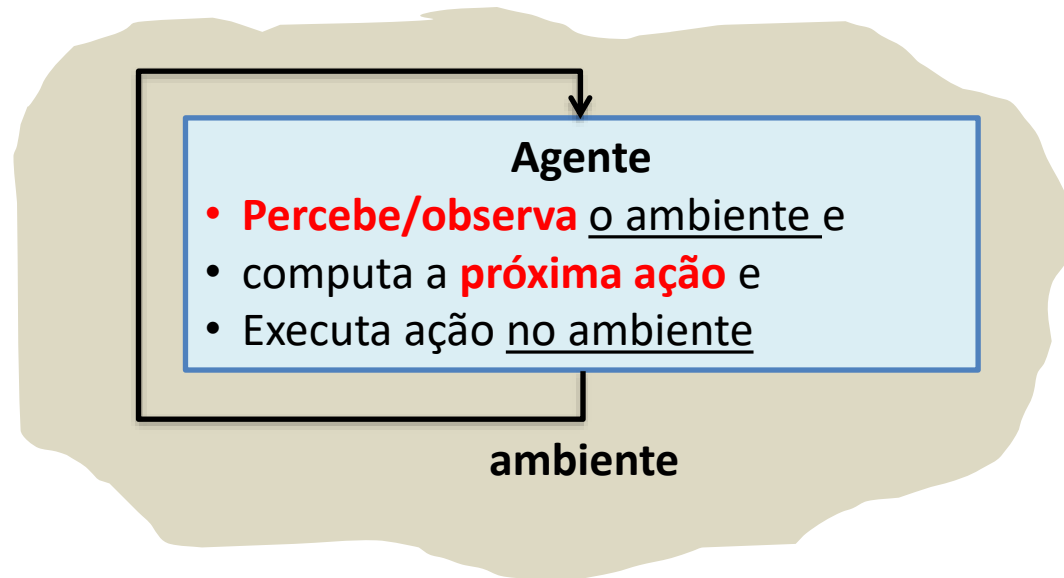 Agente
• Percebe/observa o ambiente e
• computa a próxima ação e
• Executa ação no ambiente
ambiente